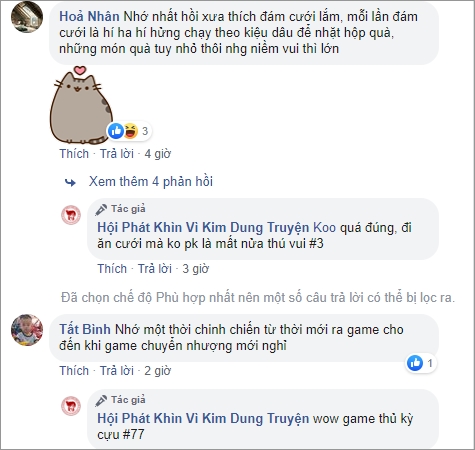 Hoả Nhân Nhớ nhất hồi xưa thích đám cưới lắm, mỗi lần đám
cưới là hí ha hí hửng chạy theo kiệu dâu để nhặt hộp quà,
những món quà tuy nhỏ thôi nhg niềm vui thì lớn
3
Thích · Trả lời · 4 giờ
Xem thêm 4 phản hồi
Tác giả
Hội Phát Khìn Vì Kim Dung Truyện Koo quá đúng, đi
ăn cưới mà ko pk là mất nửa thú vui #3
Thích · Trả lời · 3 giờ
Đã chọn chế độ Phù hợp nhất nên một số câu trả lời có thể bị lọc ra.
Tất Bình Nhớ một thời chinh chiến từ thời mới ra game cho
đến khi game chuyển nhượng mới nghỉ
1
Thích · Trả lời · 2 giờ
Tác giả
Hội Phát Khìn Vì Kim Dung Truyện wow game thủ kỳ
cựu #77